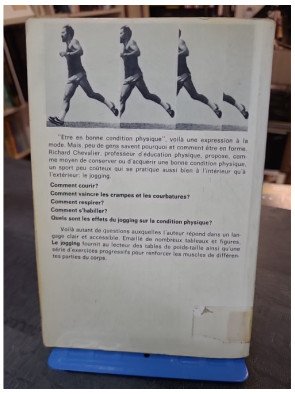 "Etre en bonne condition physique", voilà une expression à la
mode. Mais peu de gens savent pourquoi et comment être en forme.
Richard Chevalier, professeur d'éducation physique, propose, com-
me moyen de conserver ou d'acquérir une bonne condition physique,
un sport peu coûteux qui se pratique aussi bien à l'intérieur qu'à
l'extérieur: le jogging.
Comment courir?
Comment vaincre les crampes et les courbatures?
Comment respirer?
Comment s'habiller?
Quels sont les effets du jogging sur la condition physique?
Voilà autant de questions auxquelles l'auteur répond dans un lan-
gage clair et accessible. Emaillé de nombreux tableaux et figures,
Le jogging fournit au lecteur des tables de poids-taille ainsi qu'une
série d'exercices progressifs pour renforcer les muscles de différen-
tes parties du corps.